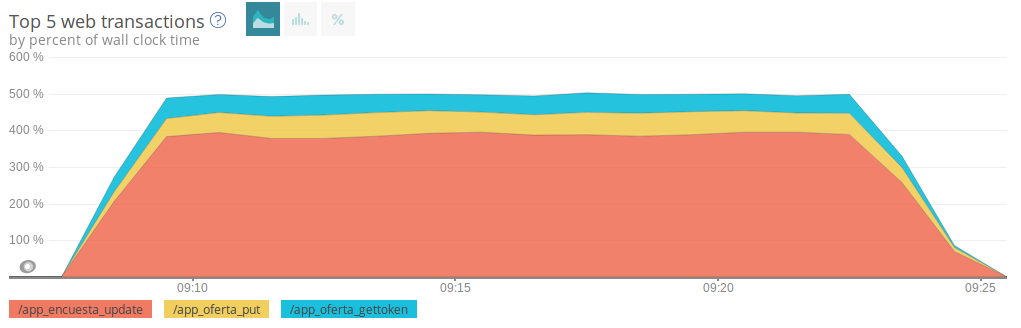 Top 5 web transactions ?
%
by percent of wall clock time
600 %
500 %
400 %
300 %
200 %
100 %
09:10 09:15 09:20 09:25
/app_encuesta_update /app_oferta_put /app_oferta_gettoken